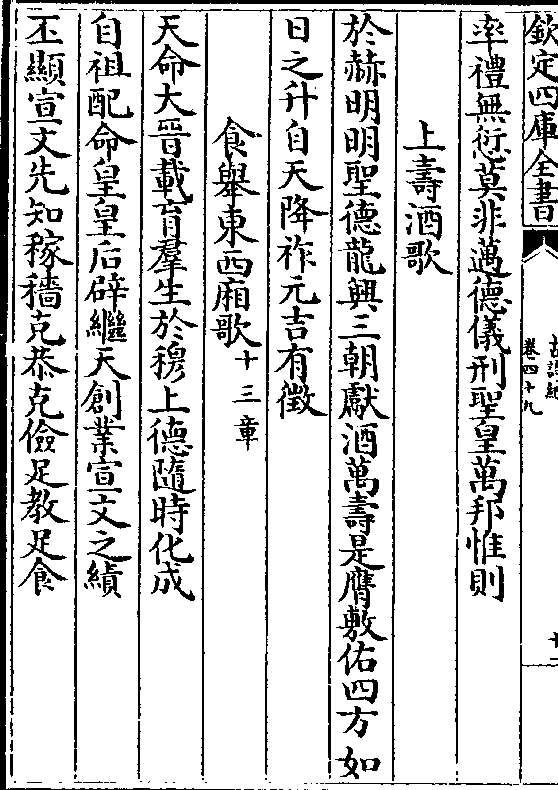 欽定四庫全書
卷四十九
率禮無愆莫非邁德儀刑聖皇萬邦惟則
上壽酒歌
於赫明明聖德龍興三朝獻酒萬壽是膺敷佑四方如
日之升自天降祚元吉有徵
食舉東西廂歌十三章
天命大晉載育羣生於穆上德隨時化成
自祖配命皇皇后辟繼天創業宣文之績
丕顯宣文先知稼穡克恭克儉足教足食